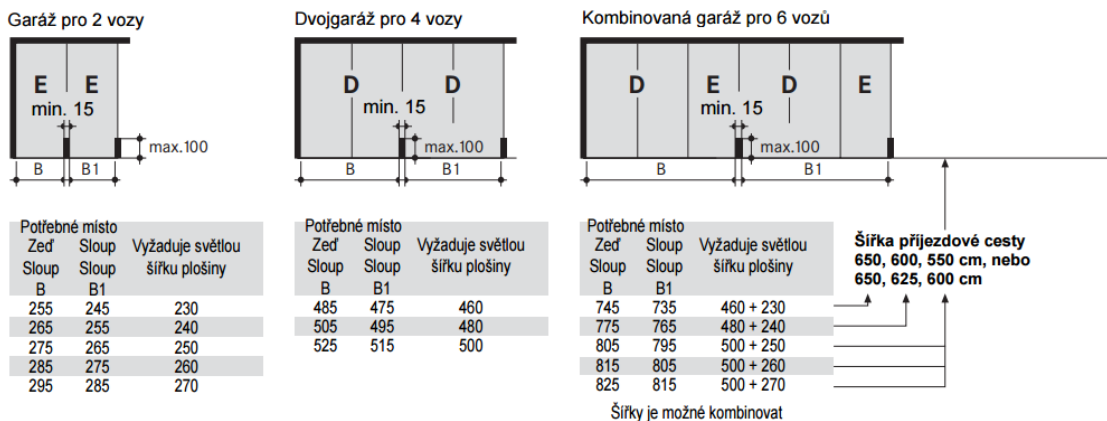 Garáž pro 2 vozy
E E
min. 15
max.100
B B1
Potřebné místo
Zeď Sloup Vyžaduje světlou
Sloup Sloup šířku plošiny
B B1
255 245 230
265 255 240
275 265 250
285 275 260
295 285 270
Dvojgaráž pro 4 vozy
D D
min. 15
max.100
B B1
Potřebné místo
Zeď Sloup Vyžaduje světlou
Sloup Sloup šířku plošiny
B B1
485 475 460
505 495 480
525 515 500
Kombinovaná garáž pro 6 vozů
D E D E
min. 15
max.100
B B1
Potřebné místo
Zeď Sloup Vyžaduje světlou
Sloup Sloup šířku plošiny
B B1
745 735 460 + 230
775 765 480 + 240
805 795 500 + 250
815 805 500 + 260
825 815 500 + 270
Šířky je možné kombinovat
Šířka příjezdové cesty
650, 600, 550 cm, nebo
650, 625, 600 cm